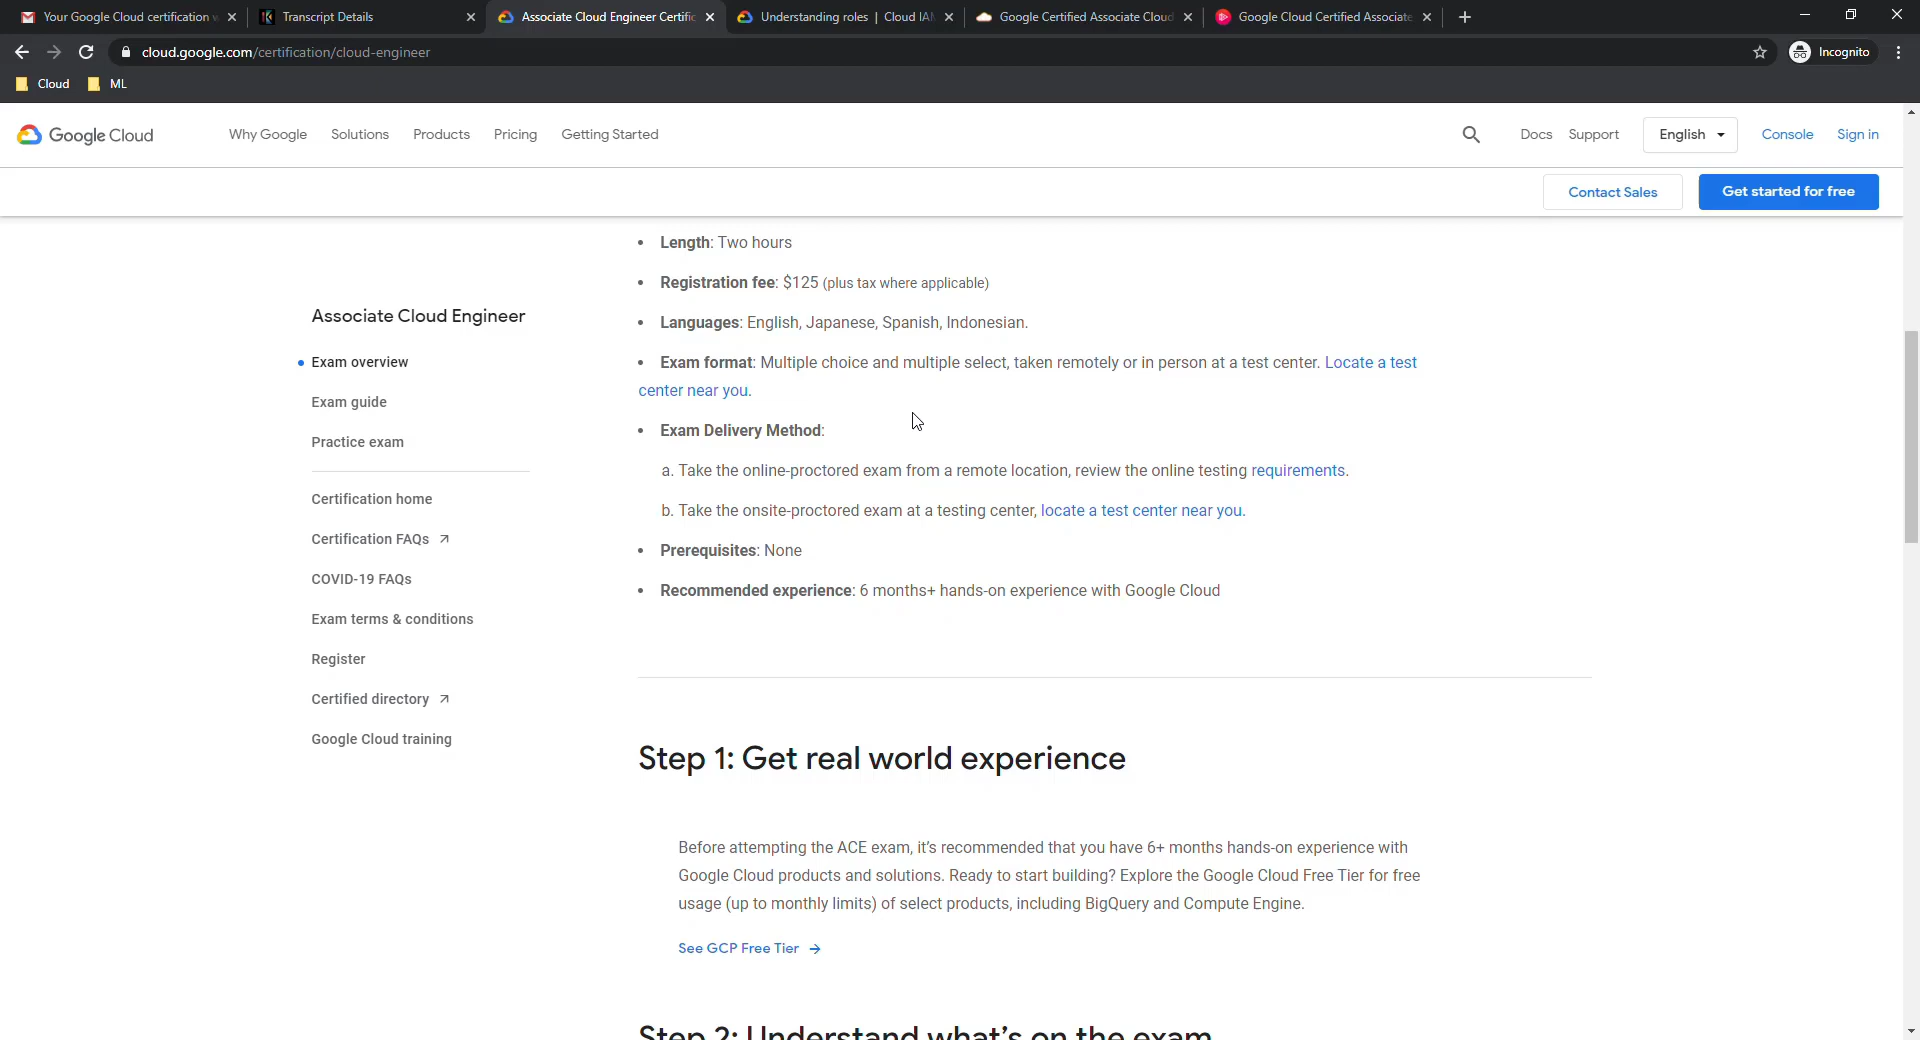 Your Google Cloud certification
Transcript Details
Associate Cloud Engineer Certific
Understanding roles | Cloud IAM
Google Certified Associate Cloud
Google Cloud Certified Associate
cloud.google.com/certification/cloud-engineer
Incognito
Cloud
ML
Google Cloud
Why Google
Solutions
Products
Pricing
Getting Started
Docs
Support
English
Console
Sign in
Contact Sales
Get started for free
Associate Cloud Engineer
Exam overview
Exam guide
Practice exam
Certification home
Certification FAQs
COVID-19 FAQs
Exam terms & conditions
Register
Certified directory
Google Cloud training
• Length: Two hours
• Registration fee: $125 (plus tax where applicable)
• Languages: English, Japanese, Spanish, Indonesian.
• Exam format: Multiple choice and multiple select, taken remotely or in person at a test center. Locate a test
center near you.
• Exam Delivery Method:
a. Take the online-proctored exam from a remote location, review the online testing requirements.
b. Take the onsite-proctored exam at a testing center, locate a test center near you.
• Prerequisites: None
• Recommended experience: 6 months+ hands-on experience with Google Cloud
Step 1: Get real world experience
Before attempting the ACE exam, it's recommended that you have 6+ months hands-on experience with
Google Cloud products and solutions. Ready to start building? Explore the Google Cloud Free Tier for free
usage (up to monthly limits) of select products, including BigQuery and Compute Engine.
See GCP Free Tier →
Step 2: Understand what's on the exam